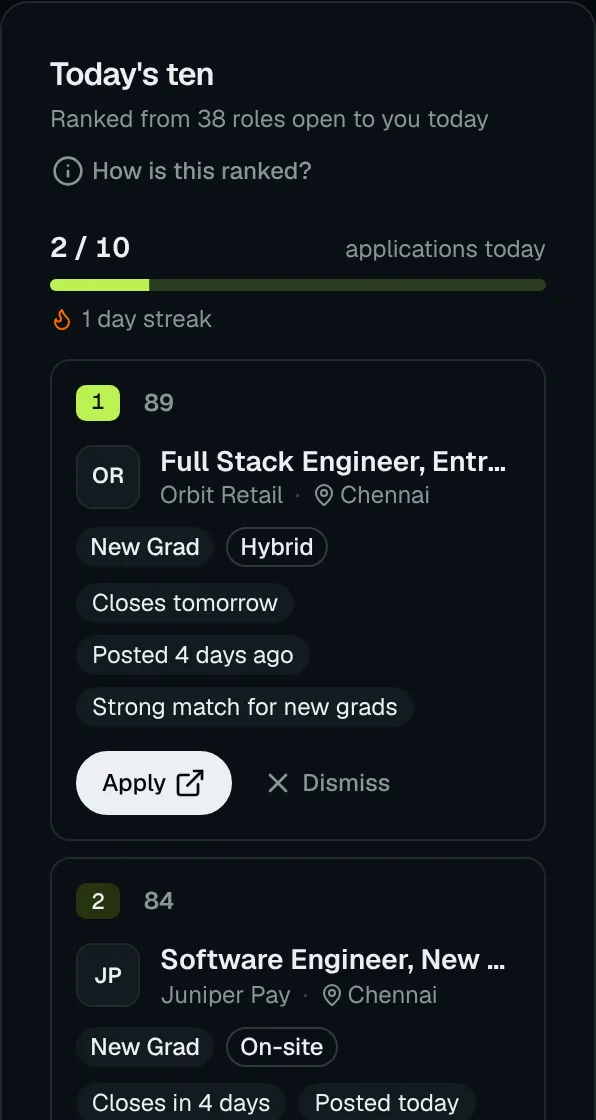 Today's ten
Ranked from 38 roles open to you today
How is this ranked?
2 / 10 applications today
1 day streak
1 89
OR
Full Stack Engineer, Entr...
Orbit Retail · Chennai
New Grad Hybrid
Closes tomorrow
Posted 4 days ago
Strong match for new grads
Apply Dismiss
2 84
JP
Software Engineer, New ...
Juniper Pay · Chennai
New Grad On-site
Closes in 4 days Posted today